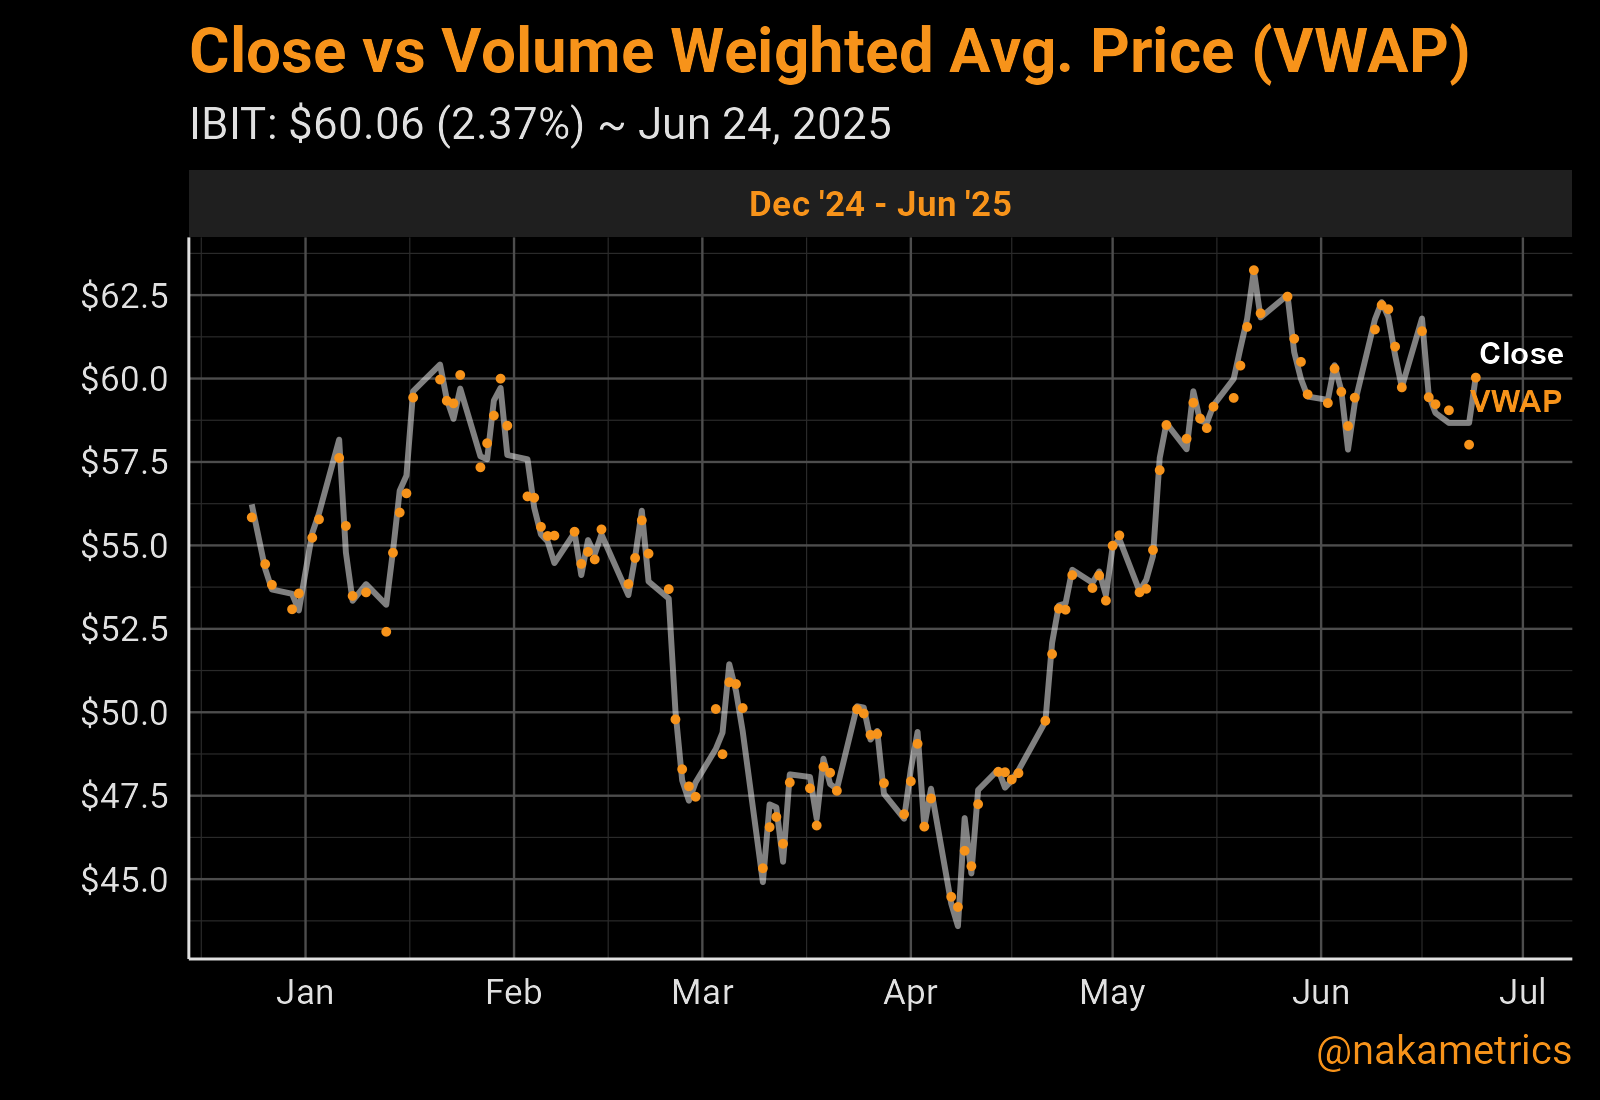 Close vs Volume Weighted Avg. Price (VWAP)
IBIT: $60.06 (2.37%) ~ Jun 24, 2025
Dec '24 - Jun '25
$62.5
$60.0
$57.5
$55.0
$52.5
$50.0
$47.5
$45.0
Close
VWAP
Jan Feb Mar Apr May Jun Jul
@nakametrics